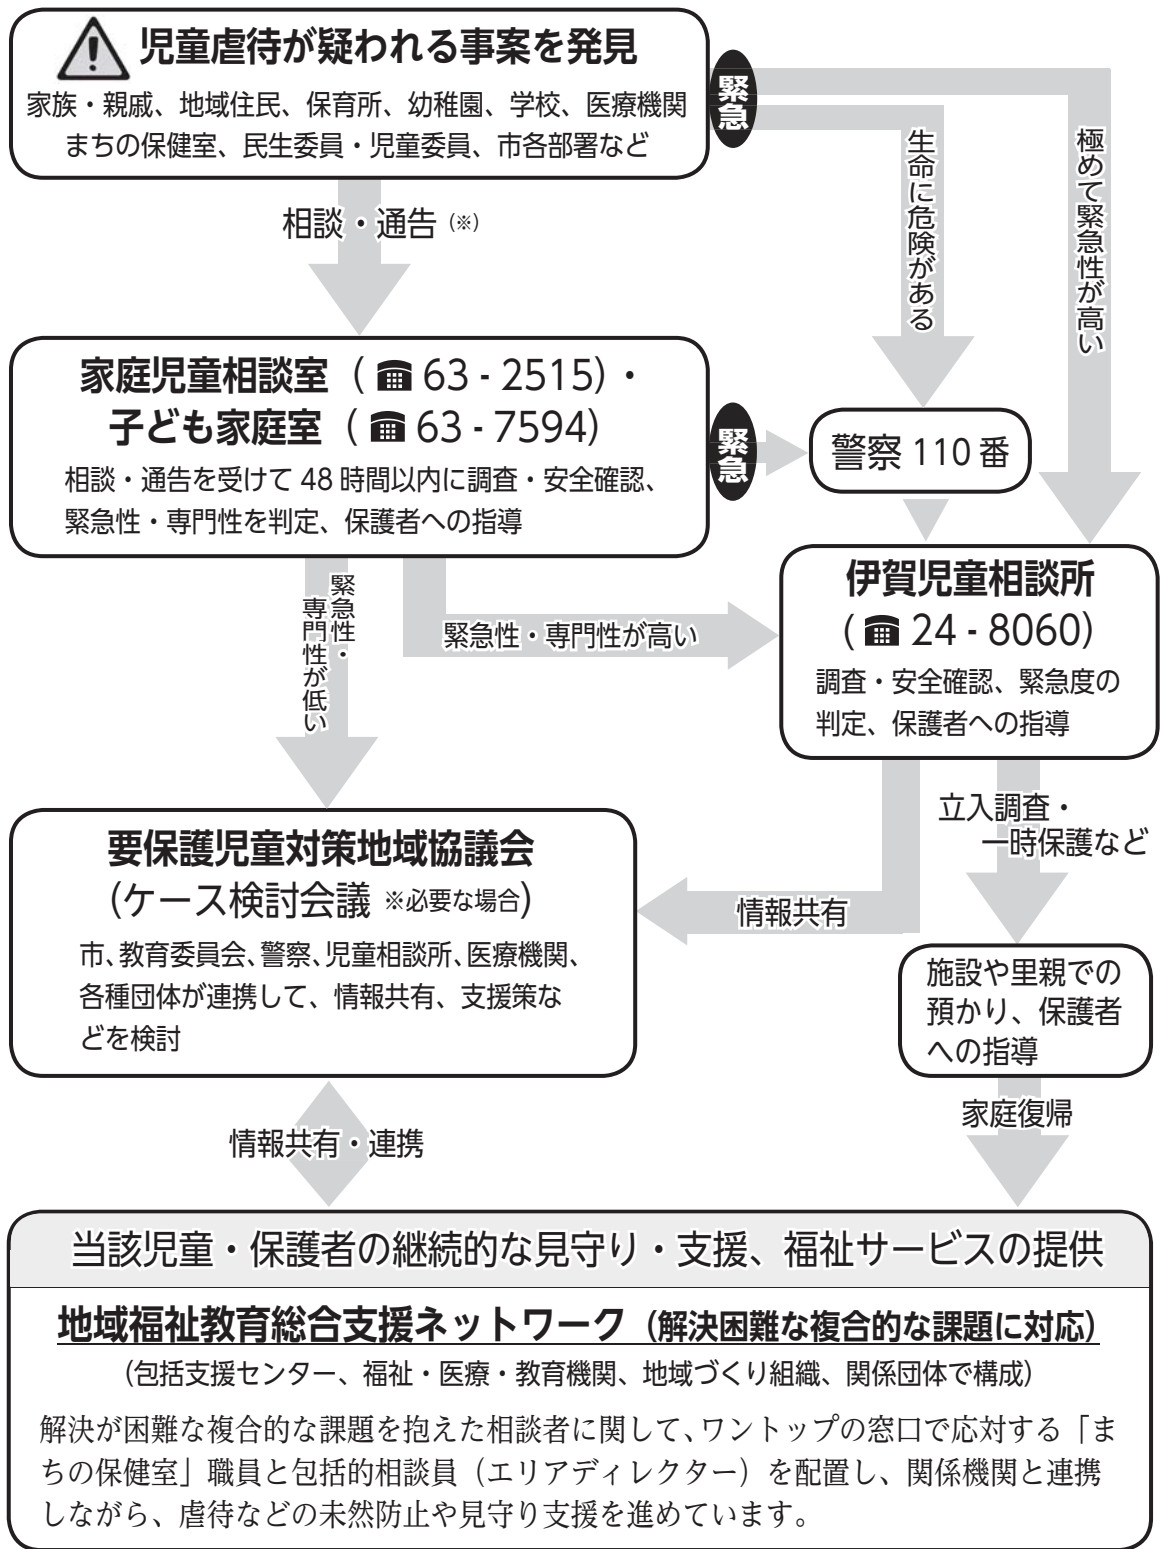 児童虐待が疑われる事案を発見
家族・親戚、地域住民、保育所、幼稚園、学校、医療機関
まちの保健室、民生委員・児童委員、市各部署など
緊急
生命に危険がある
極めて緊急性が高い
相談・通告 (※)
家庭児童相談室（☎ 63 - 2515）・
子ども家庭室（☎ 63 - 7594）
相談・通告を受けて 48 時間以内に調査・安全確認、
緊急性・専門性を判定、保護者への指導
緊急
警察 110 番
伊賀児童相談所
（☎ 24 - 8060）
調査・安全確認、緊急度の
判定、保護者への指導
緊急性・
専門性が低い
緊急性・専門性が高い
要保護児童対策地域協議会
(ケース検討会議 ※必要な場合)
市、教育委員会、警察、児童相談所、医療機関、
各種団体が連携して、情報共有、支援策な
どを検討
情報共有
立入調査・
一時保護など
施設や里親での
預かり、保護者
への指導
情報共有・連携
家庭復帰
当該児童・保護者の継続的な見守り・支援、福祉サービスの提供
地域福祉教育総合支援ネットワーク（解決困難な複合的な課題に対応）
（包括支援センター、福祉・医療・教育機関、地域づくり組織、関係団体で構成）
解決が困難な複合的な課題を抱えた相談者に関して、ワントップの窓口で応対する「ま
ちの保健室」職員と包括的相談員（エリアディレクター）を配置し、関係機関と連携
しながら、虐待などの未然防止や見守り支援を進めています。